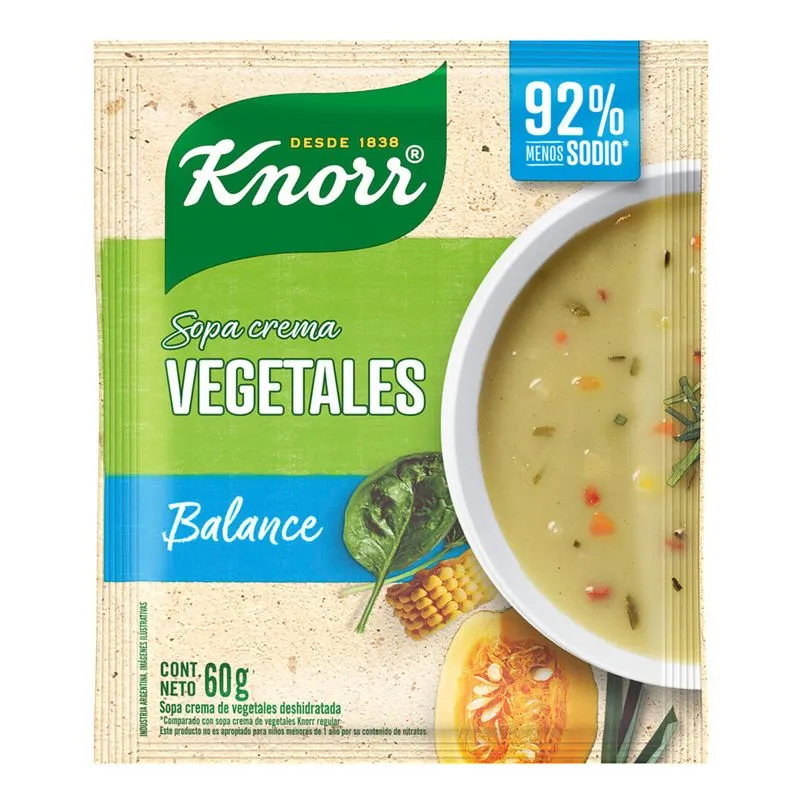 DESDE 1838
Knorr®
92%
MENOS SODIO*
Sopa crema
VEGETALES
Balance
CONT.
NETO 60g
Sopa crema de vegetales deshidratada
*Comparado con sopa crema de vegetales Knorr regular
Este producto no es apropiado para niños menores de 1 año por su contenido de nitratos.
INDUSTRIA ARGENTINA. IMÁGENES ILUSTRATIVAS